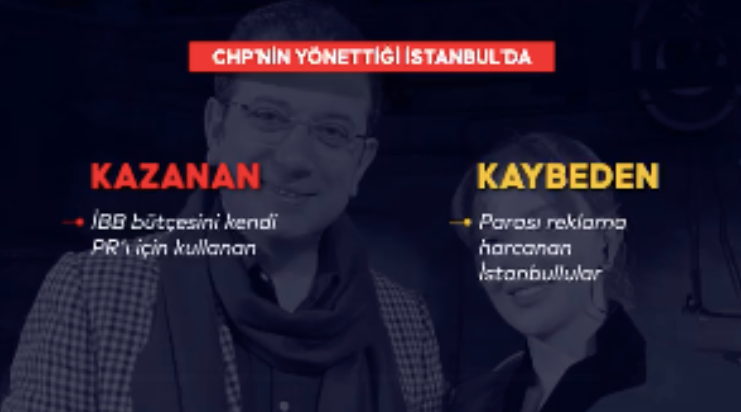 CHP'NİN YÖNETTİĞİ İSTANBUL'DA
KAZANAN
İBB bütçesini kendi
PR'ı için kullanan
KAYBEDEN
Parası reklama
harcanan
İstanbullular